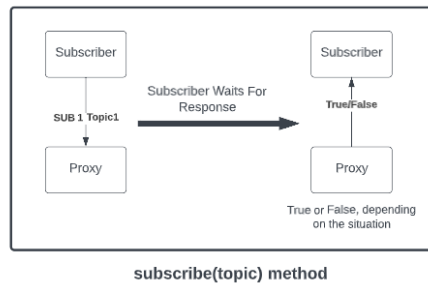 Subscriber
SUB 1 Topic1
Proxy
Subscriber Waits For
Response
Subscriber
True/False
Proxy
True or False, depending
on the situation
subscribe(topic) method